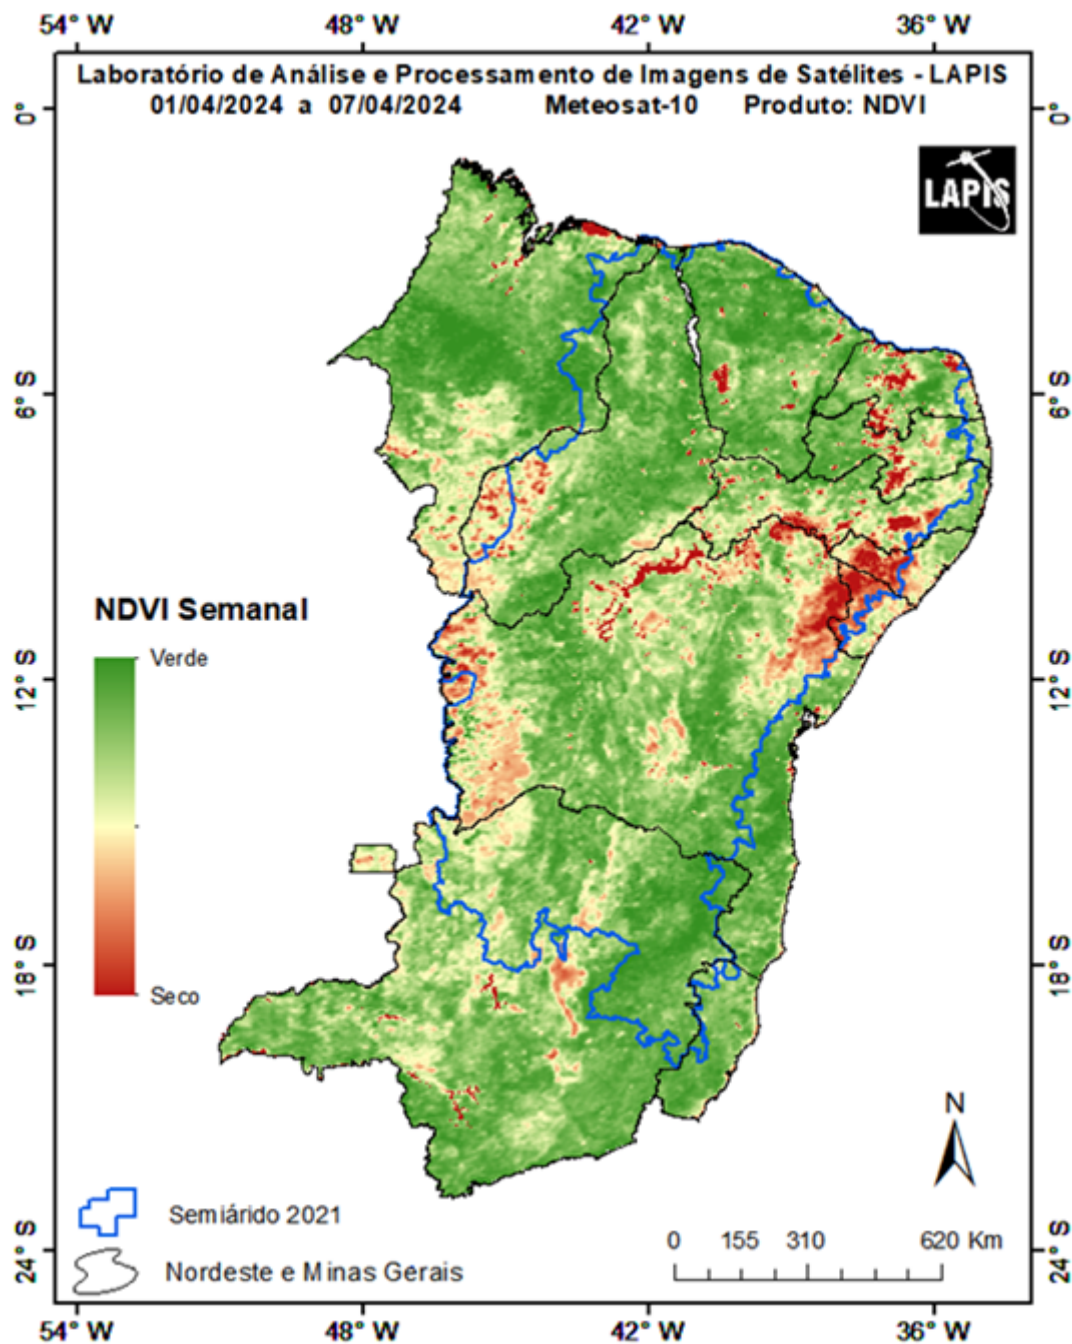 54° W 48° W 42° W 36° W
Laboratório de Análise e Processamento de Imagens de Satélites - LAPIS
01/04/2024 a 07/04/2024 Meteosat-10 Produto: NDVI
0° 0°
LAPIS
6° S 6° S
NDVI Semanal
Verde
12° S 12° S
18° S 18° S
Seco
N
Semiárido 2021
0 155 310 620 Km
24° S 24° S
Nordeste e Minas Gerais
54° W 48° W 42° W 36° W